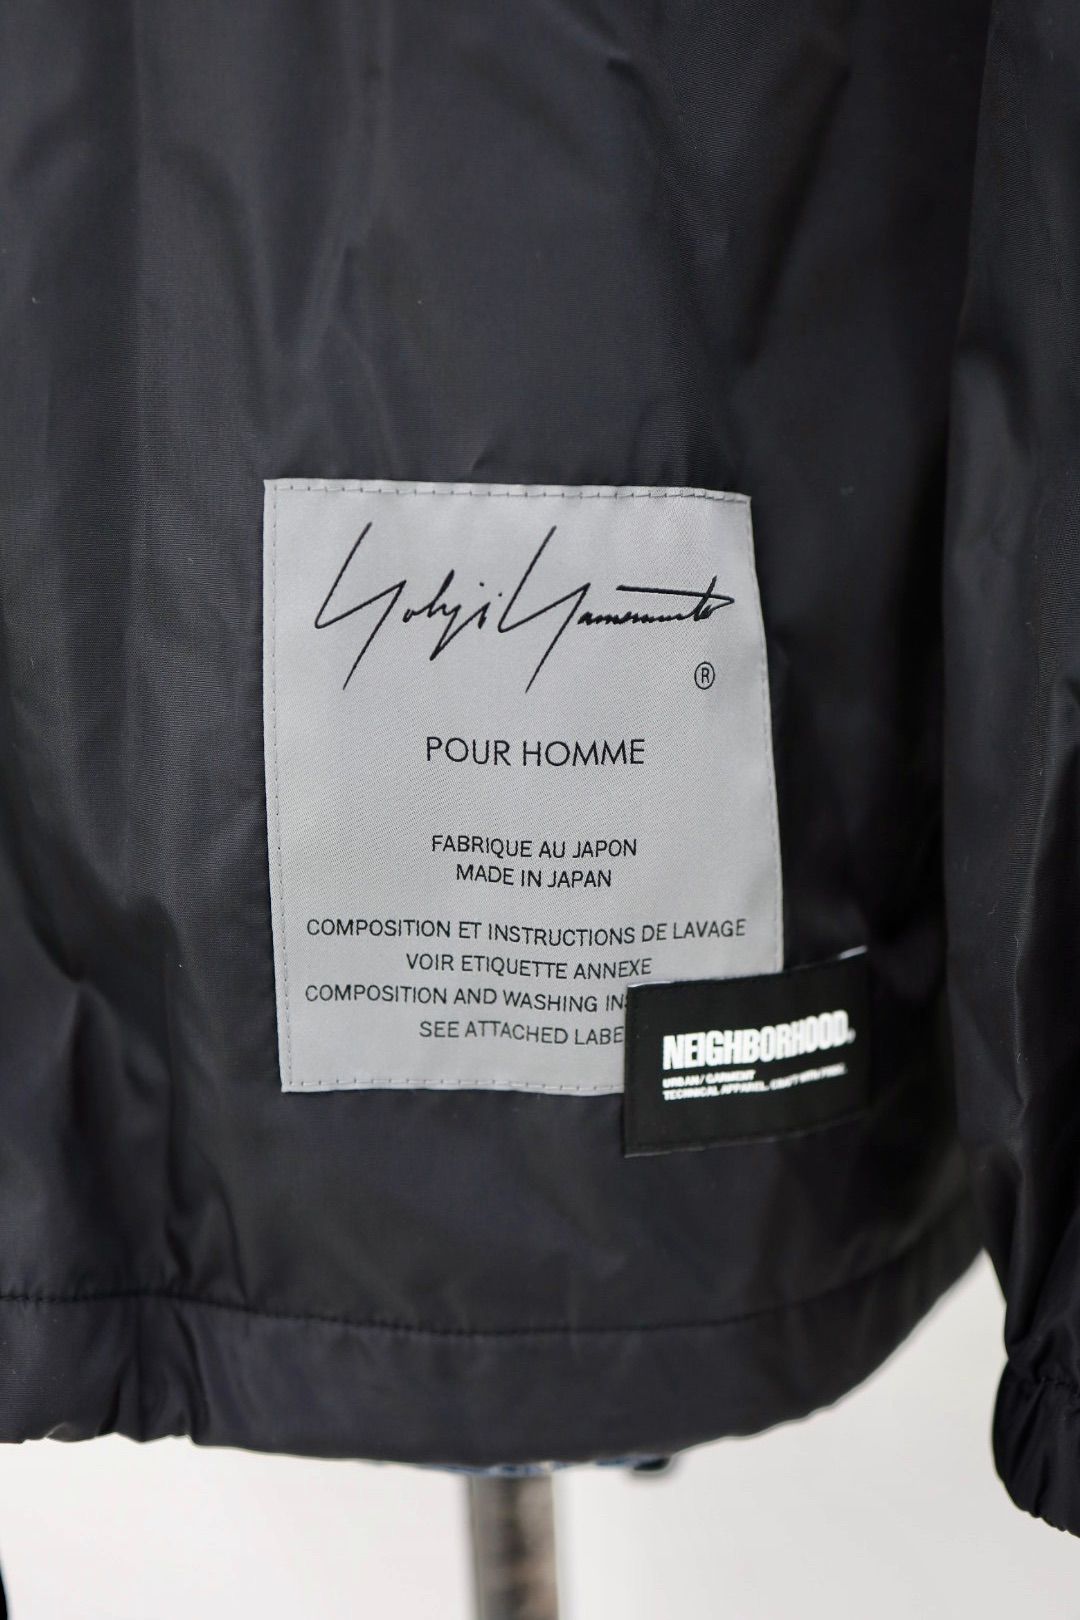 Yohji Yamamoto
®
POUR HOMME
FABRIQUE AU JAPON
MADE IN JAPAN
COMPOSITION ET INSTRUCTIONS DE LAVAGE
VOIR ETIQUETTE ANNEXE
COMPOSITION AND WASHING IN
SEE ATTACHED LABE
NEIGHBORHOOD®
URBAN / GARMENT
TECHNICAL APPAREL. CRAFT WITH PRIDE.